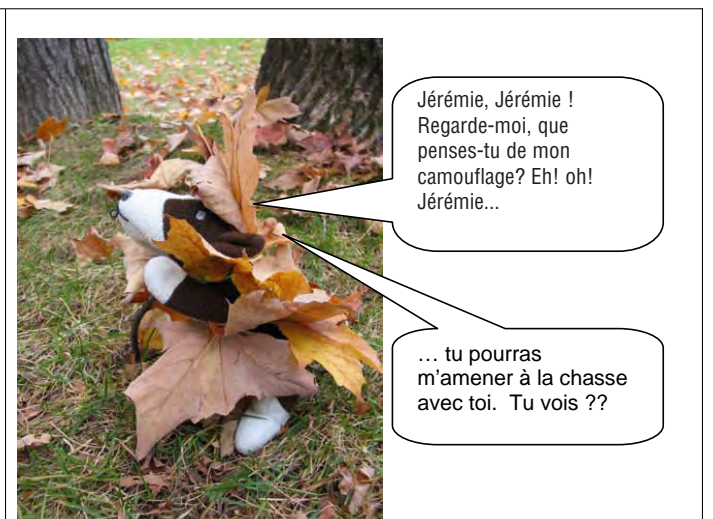 Jérémie, Jérémie !
Regarde-moi, que
penses-tu de mon
camouflage? Eh! oh!
Jérémie...
… tu pourras
m’amener à la chasse
avec toi.  Tu vois ??